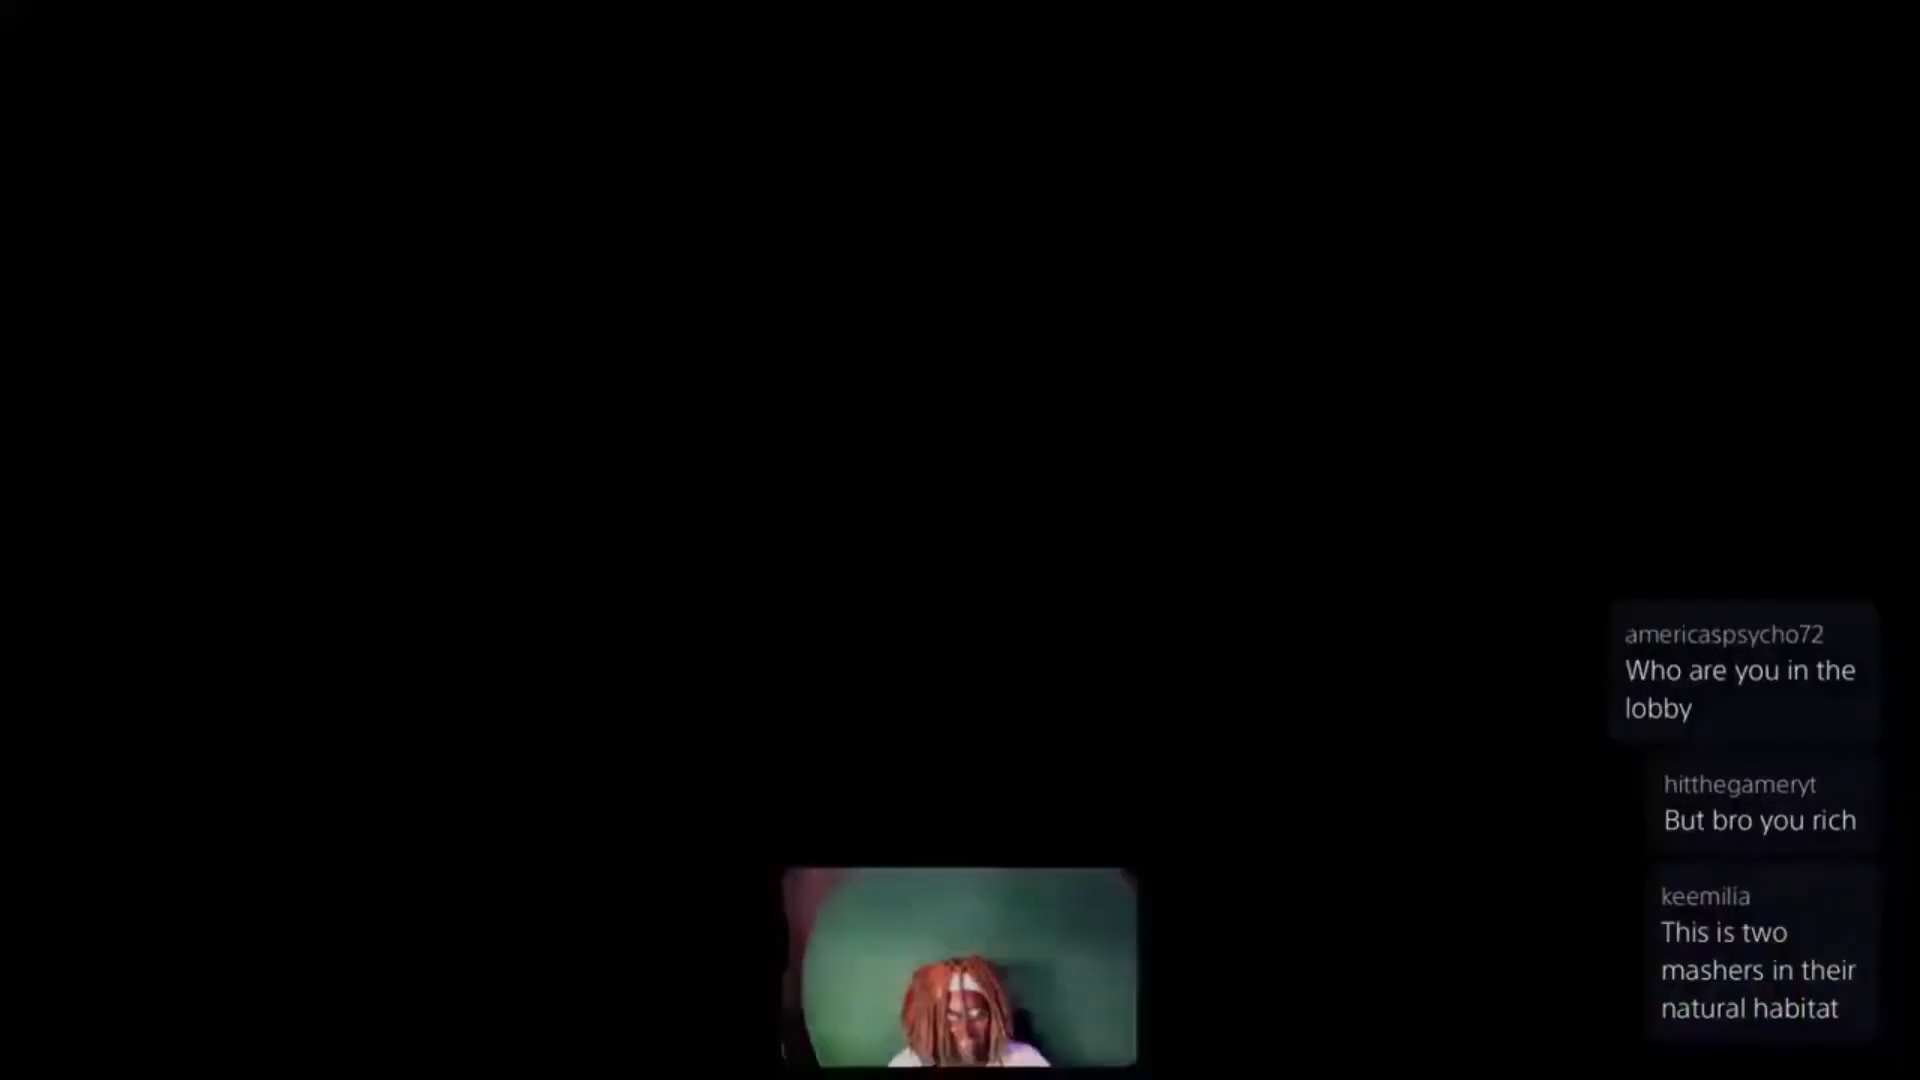 americaspsycho72
Who are you in the
lobby
hitthegameryt
But bro you rich
keemilia
This is two
mashers in their
natural habitat